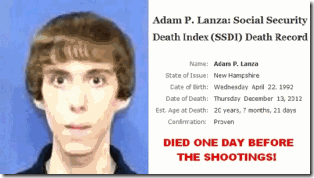 Adam P. Lanza: Social Security
Death Index (SSDI) Death Record
Name: Adam P. Lanza
State of Issue: New Hampshire
Date of Birth: Wednesday April 22, 1992
Date of Death: Thursday December 13, 2012
Est. Age at Death: 20 years, 7 months, 21 days
Confirmation: Proven
DIED ONE DAY BEFORE
THE SHOOTINGS!